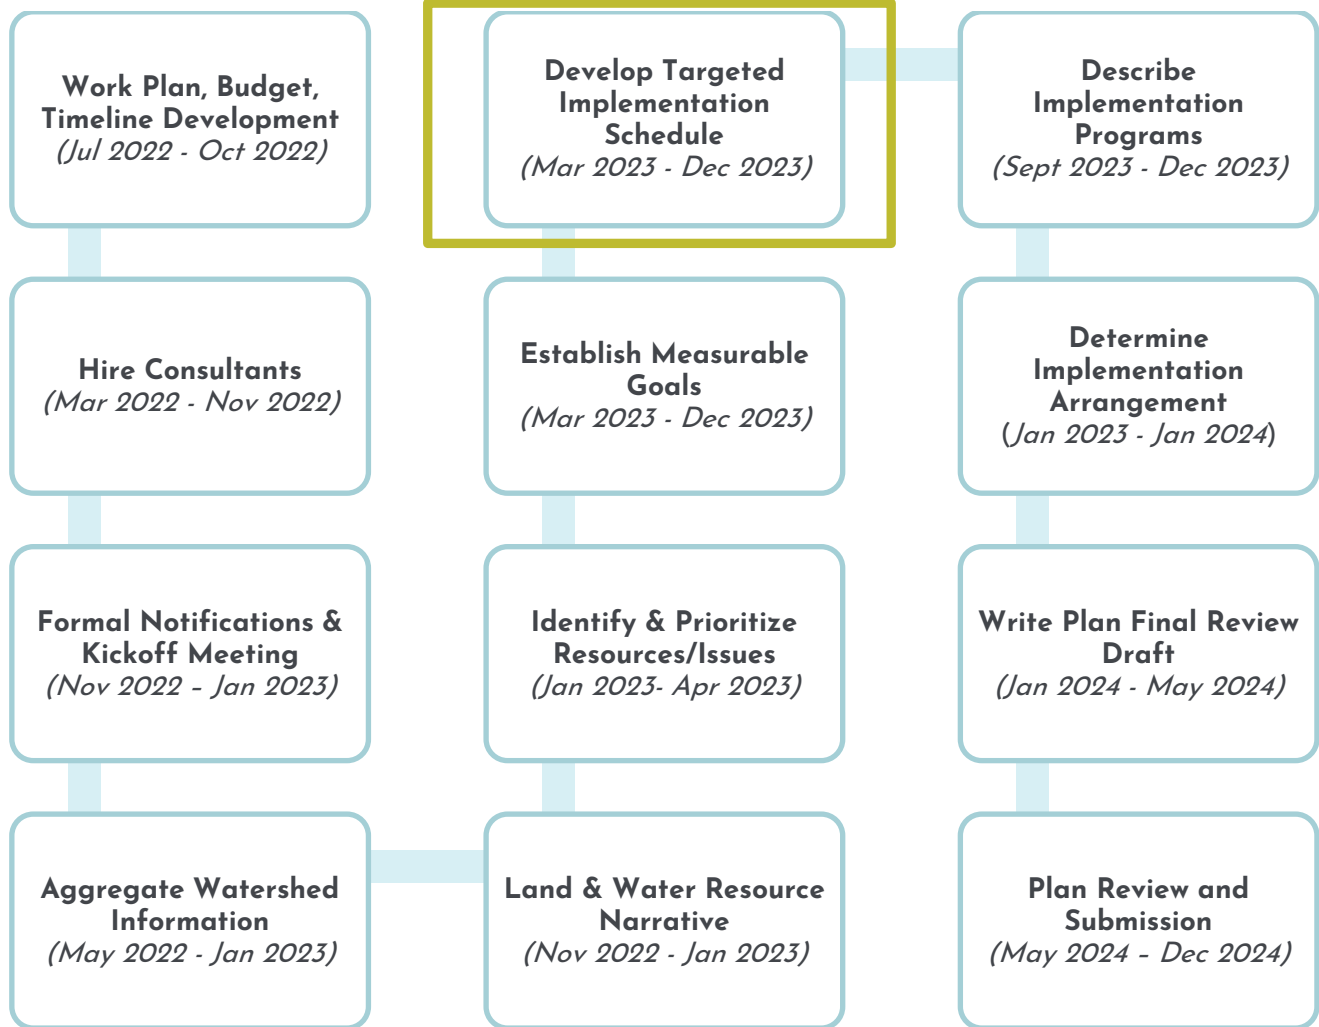 Work Plan, Budget,
Timeline Development
(Jul 2022 - Oct 2022)
Hire Consultants
(Mar 2022 - Nov 2022)
Formal Notifications &
Kickoff Meeting
(Nov 2022 – Jan 2023)
Aggregate Watershed
Information
(May 2022 - Jan 2023)
Land & Water Resource
Narrative
(Nov 2022 - Jan 2023)
Identify & Prioritize
Resources/Issues
(Jan 2023- Apr 2023)
Establish Measurable
Goals
(Mar 2023 - Dec 2023)
Develop Targeted
Implementation
Schedule
(Mar 2023 - Dec 2023)
Describe
Implementation
Programs
(Sept 2023 - Dec 2023)
Determine
Implementation
Arrangement
(Jan 2023 - Jan 2024)
Write Plan Final Review
Draft
(Jan 2024 - May 2024)
Plan Review and
Submission
(May 2024 – Dec 2024)